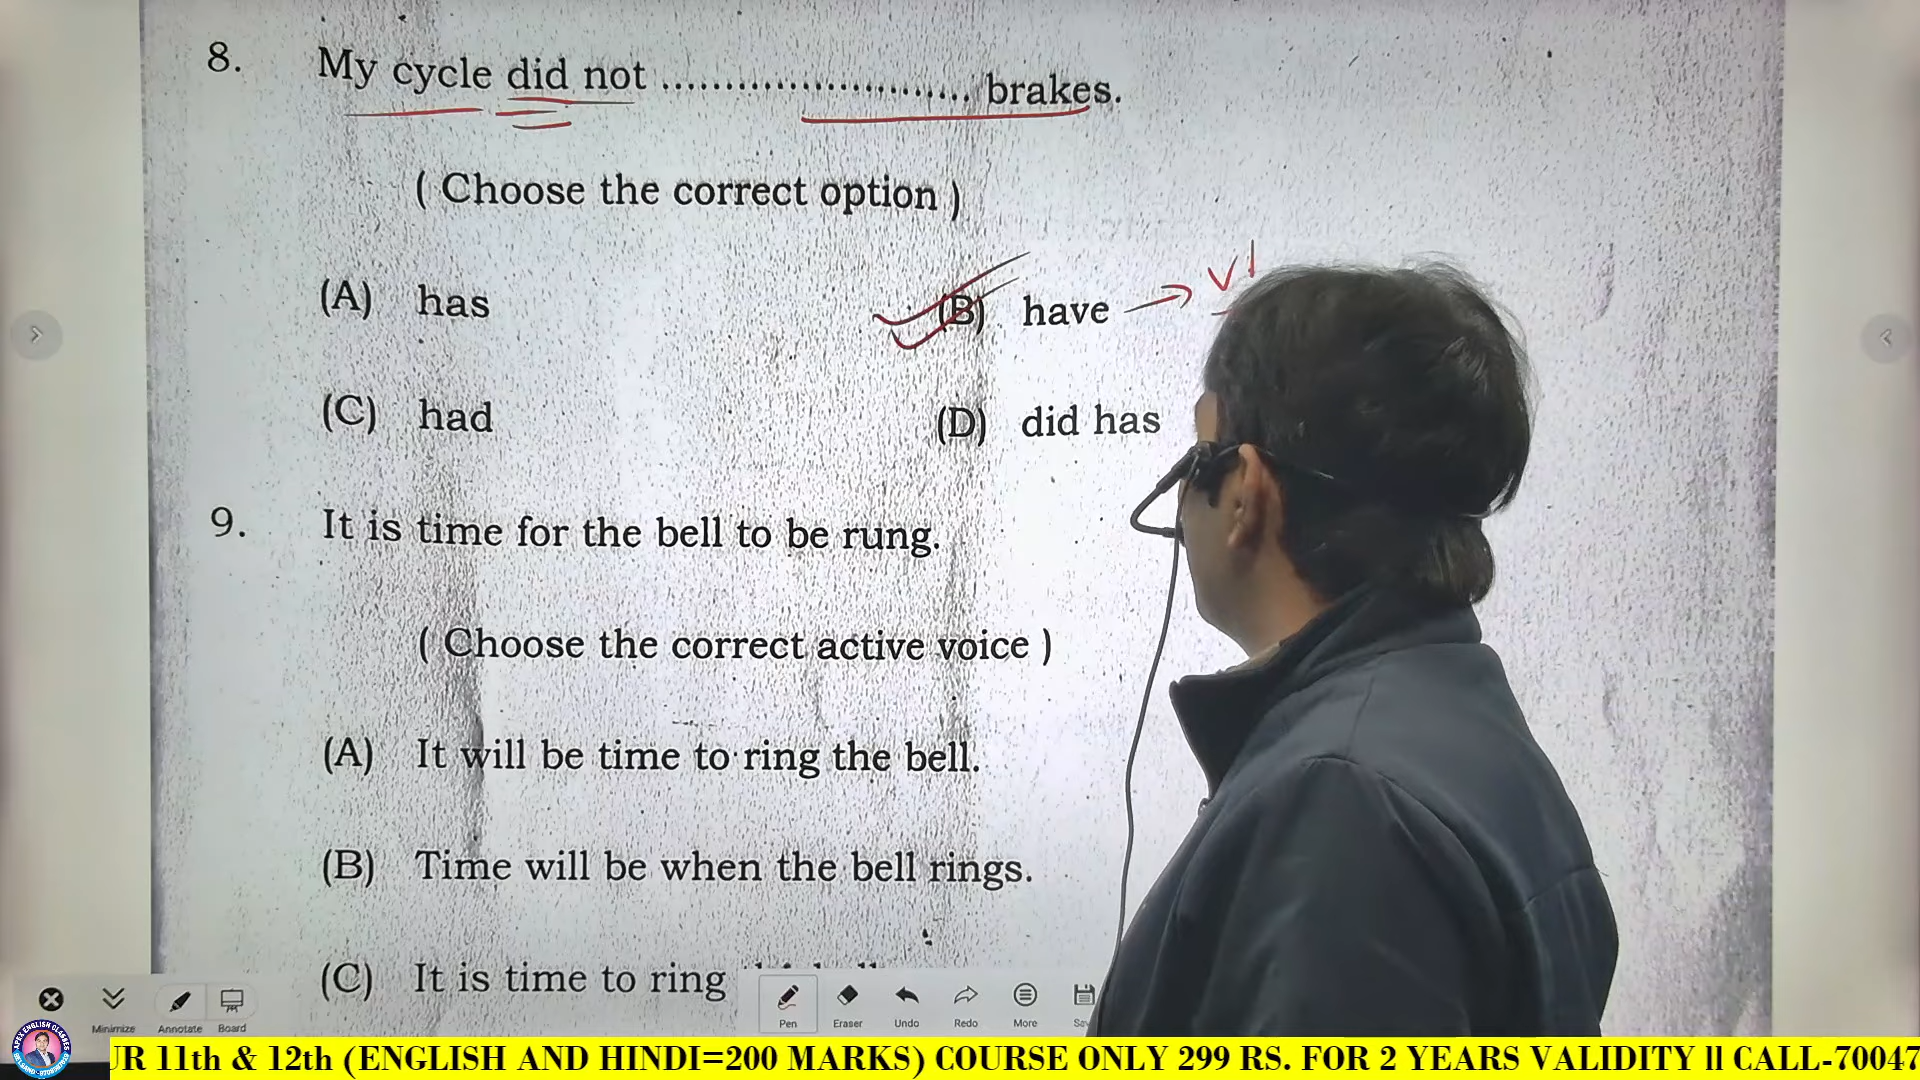 8. My cycle did not ........................ brakes.
( Choose the correct option )
(A) has
(B) have → V1
(C) had
(D) did has
9. It is time for the bell to be rung.
( Choose the correct active voice )
(A) It will be time to ring the bell.
(B) Time will be when the bell rings.
(C) It is time to ring
Minimize Annotate Board Pen Eraser Undo Redo More
APEX ENGLISH CLASSES
UR 11th & 12th (ENGLISH AND HINDI=200 MARKS) COURSE ONLY 299 RS. FOR 2 YEARS VALIDITY ll CALL-70047